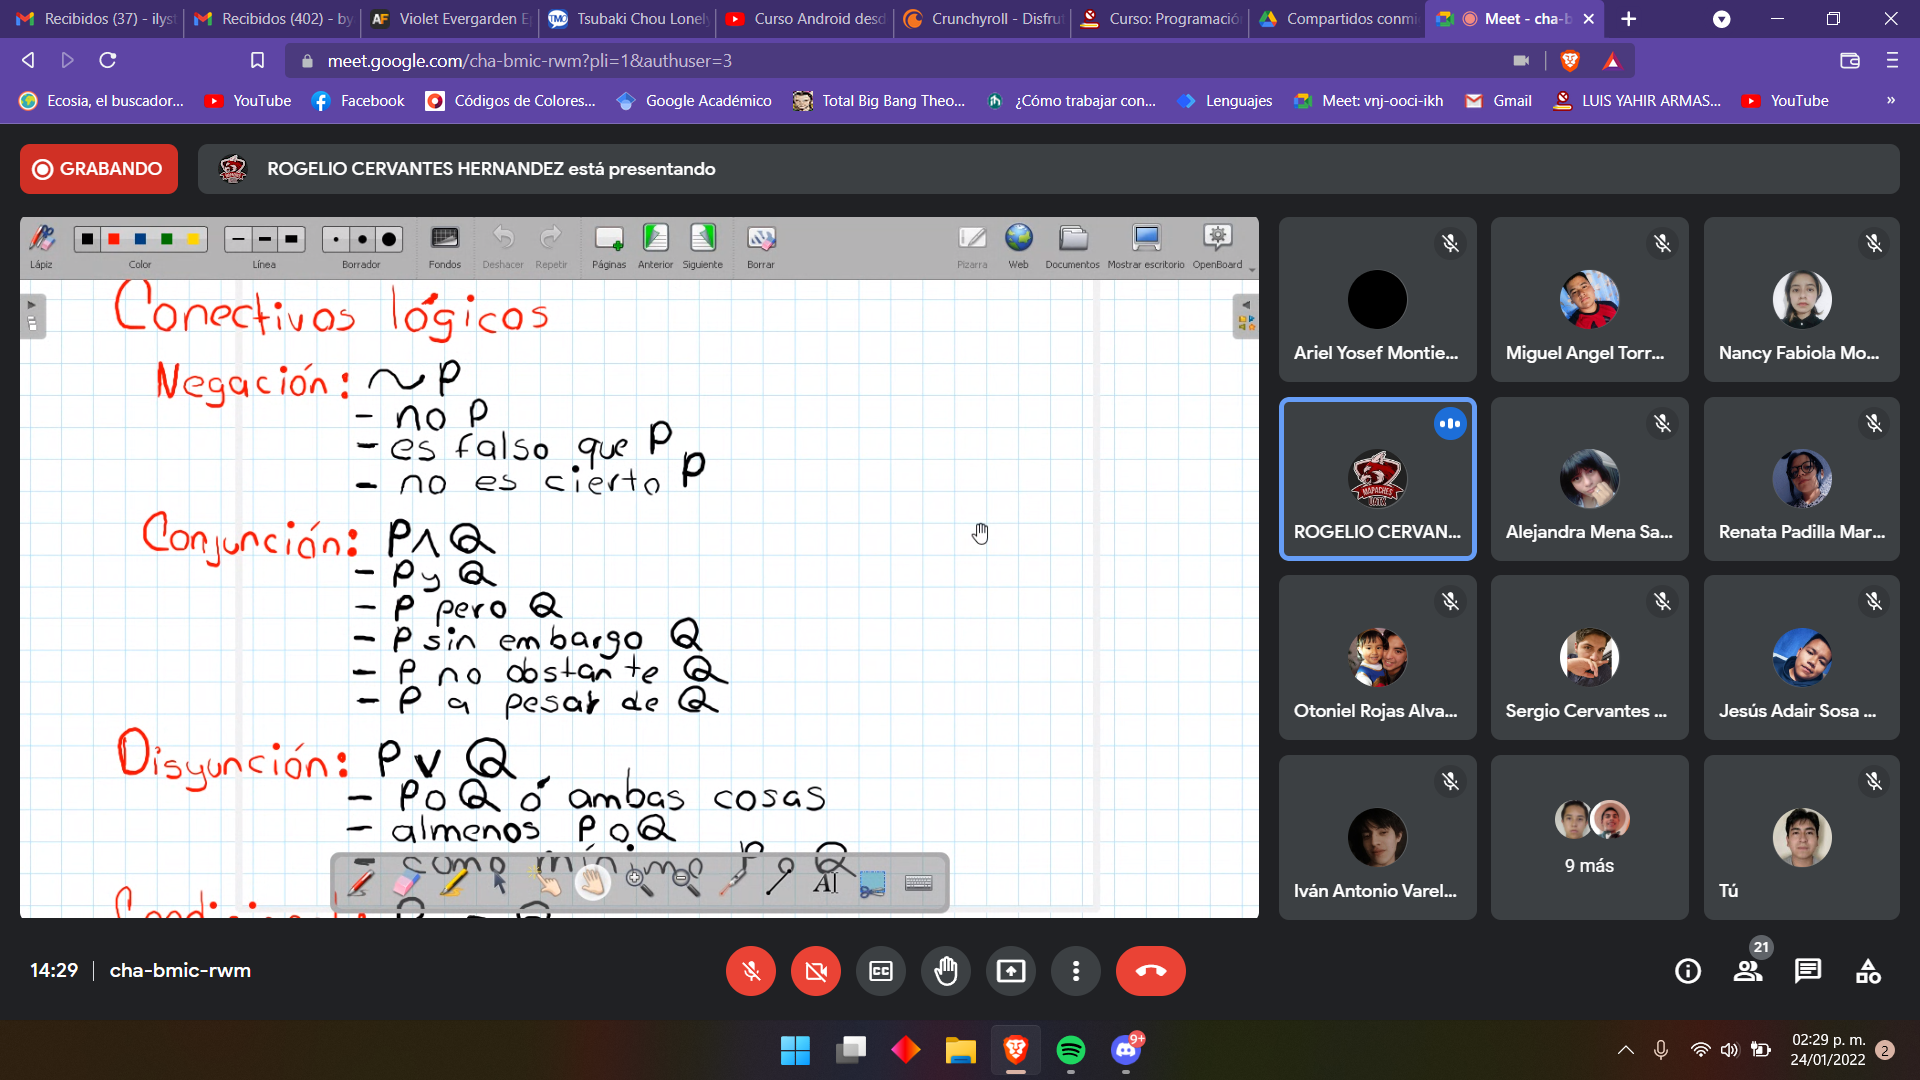 Recibidos (37) - ilyst
Recibidos (402) - by
Violet Evergarden E
Tsubaki Chou Lonely
Curso Android desd
Crunchyroll - Disfru
Curso: Programació
Compartidos conmi
Meet - cha-b
meet.google.com/cha-bmic-rwm?pli=1&authuser=3
Ecosia, el buscador...
YouTube
Facebook
Códigos de Colores...
Google Académico
Total Big Bang Theo...
¿Cómo trabajar con...
Lenguajes
Meet: vnj-ooci-ikh
Gmail
LUIS YAHIR ARMAS...
YouTube
»
GRABANDO
ROGELIO CERVANTES HERNANDEZ está presentando
Lápiz
Color
Línea
Borrador
Fondos
Deshacer
Repetir
Páginas
Anterior
Siguiente
Borrar
Pizarra
Web
Documentos
Mostrar escritorio
OpenBoard
Conectivos lógicos
Negación: ~P
- no P
- es falso que P
- no es cierto P
Conjunción: P∧Q
- P y Q
- P pero Q
- P sin embargo Q
- P no obstante Q
- P a pesar de Q
Disyunción: P ∨ Q
- P o Q ó ambas cosas
- almenos P o Q
- como mínimo P Q
Ariel Yosef Montie...
Miguel Angel Torr...
Nancy Fabiola Mo...
ROGELIO CERVAN...
Alejandra Mena Sa...
Renata Padilla Mar...
Otoniel Rojas Alva...
Sergio Cervantes ...
Jesús Adair Sosa ...
Iván Antonio Varel...
9 más
Tú
14:29 | cha-bmic-rwm
21
9+
02:29 p. m.
24/01/2022
2